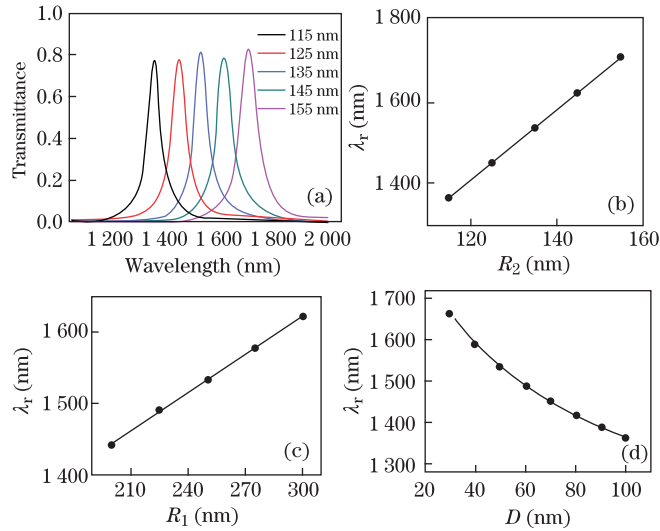 1.0
0.8
0.6
0.4
0.2
0.0
Transmittance
115 nm
125 nm
135 nm
145 nm
155 nm
(a)
1 200 1 400 1 600 1 800 2 000
Wavelength (nm)
1 800
1 600
1 400
λr (nm)
(b)
120 140 160
R2 (nm)
1 600
1 500
1 400
λr (nm)
(c)
210 240 270 300
R1 (nm)
1 700
1 600
1 500
1 400
1 300
λr (nm)
(d)
20 40 60 80 100
D (nm)